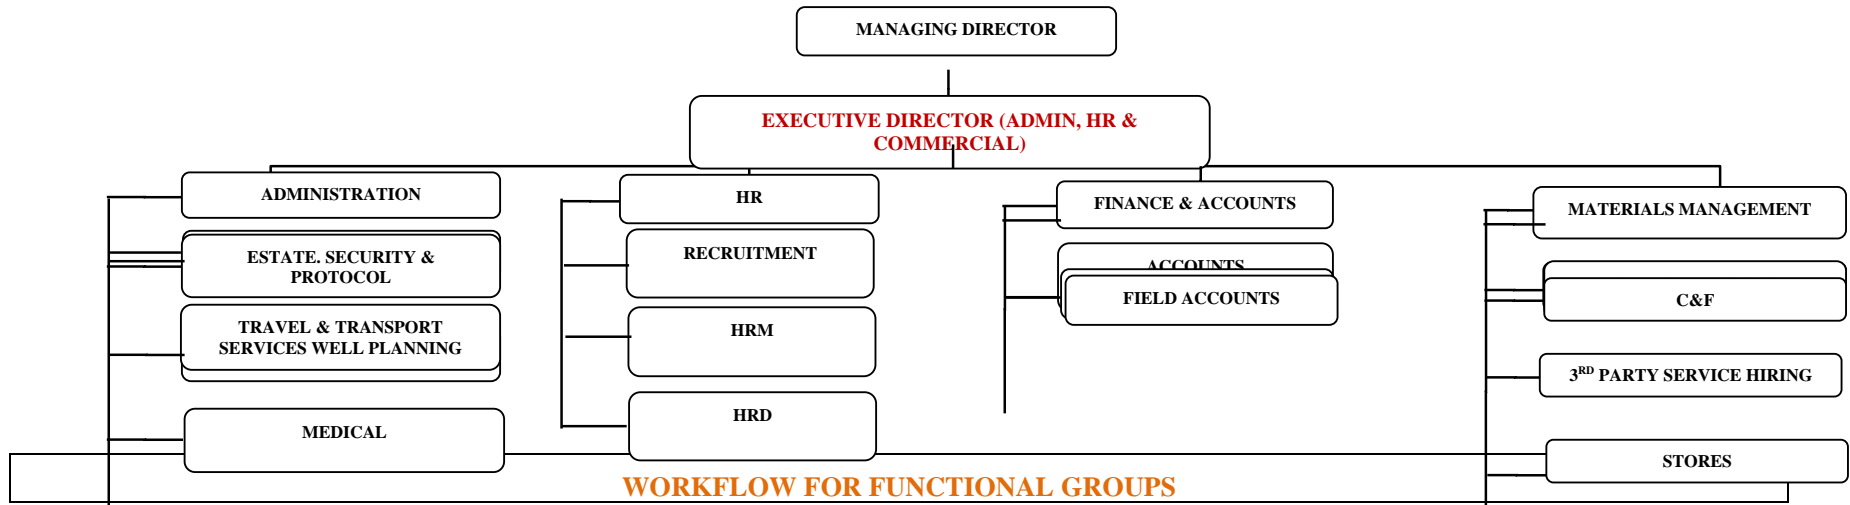 MANAGING DIRECTOR
EXECUTIVE DIRECTOR (ADMIN, HR &
COMMERCIAL)
ADMINISTRATION
ESTATE. SECURITY &
PROTOCOL
TRAVEL & TRANSPORT
SERVICES WELL PLANNING
MEDICAL
HR
RECRUITMENT
HRM
HRD
FINANCE & ACCOUNTS
ACCOUNTS
FIELD ACCOUNTS
MATERIALS MANAGEMENT
C&F
3RD PARTY SERVICE HIRING
STORES
WORKFLOW FOR FUNCTIONAL GROUPS